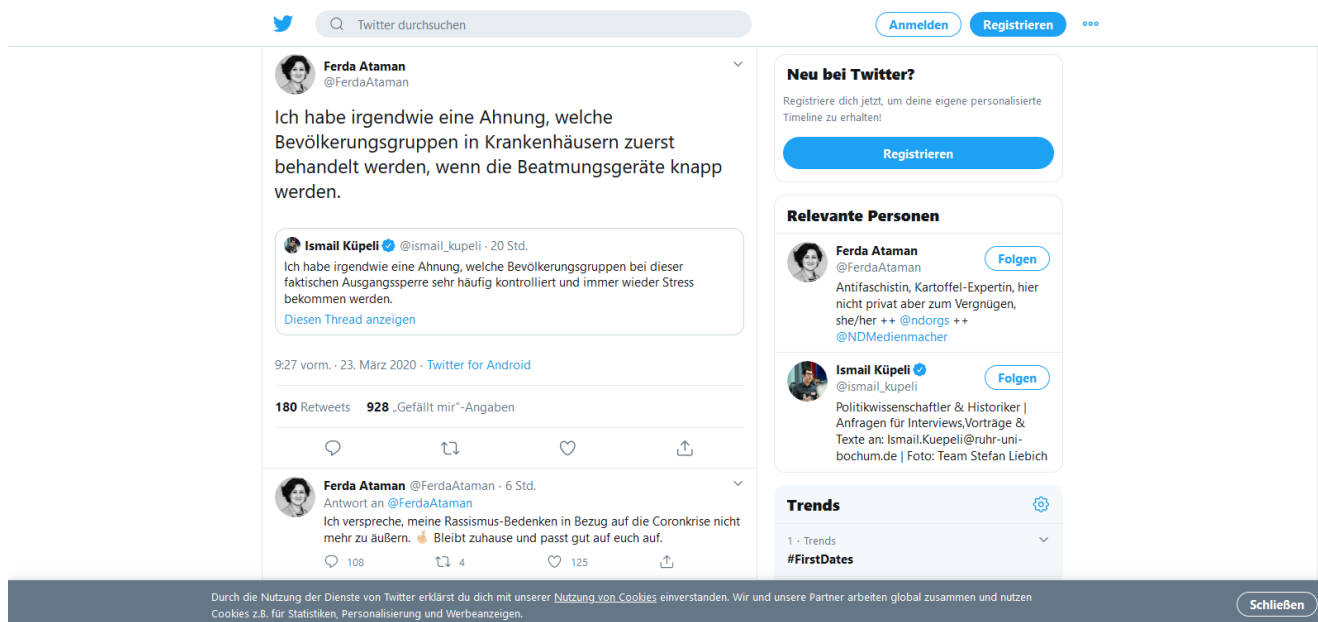 Twitter durchsuchen
Anmelden
Registrieren
Ferda Ataman
@FerdaAtaman
Ich habe irgendwie eine Ahnung, welche
Bevölkerungsgruppen in Krankenhäusern zuerst
behandelt werden, wenn die Beatmungsgeräte knapp
werden.
Ismail Küpeli @ismail_kupeli · 20 Std.
Ich habe irgendwie eine Ahnung, welche Bevölkerungsgruppen bei dieser
faktischen Ausgangssperre sehr häufig kontrolliert und immer wieder Stress
bekommen werden.
Diesen Thread anzeigen
9:27 vorm. · 23. März 2020 · Twitter for Android
180 Retweets 928 „Gefällt mir“-Angaben
Ferda Ataman @FerdaAtaman · 6 Std.
Antwort an @FerdaAtaman
Ich verspreche, meine Rassismus-Bedenken in Bezug auf die Coronkrise nicht
mehr zu äußern. 🤞🏼 Bleibt zuhause und passt gut auf euch auf.
108 4 125
Neu bei Twitter?
Registriere dich jetzt, um deine eigene personalisierte
Timeline zu erhalten!
Registrieren
Relevante Personen
Ferda Ataman
@FerdaAtaman
Folgen
Antifaschistin, Kartoffel-Expertin, hier
nicht privat aber zum Vergnügen,
she/her ++ @ndorgs ++
@NDMedienmacher
Ismail Küpeli
@ismail_kupeli
Folgen
Politikwissenschaftler & Historiker |
Anfragen für Interviews,Vorträge &
Texte an: Ismail.Kuepeli@ruhr-uni-
bochum.de | Foto: Team Stefan Liebich
Trends
1 · Trends
#FirstDates
Durch die Nutzung der Dienste von Twitter erklärst du dich mit unserer Nutzung von Cookies einverstanden. Wir und unsere Partner arbeiten global zusammen und nutzen
Cookies z.B. für Statistiken, Personalisierung und Werbeanzeigen.
Schließen